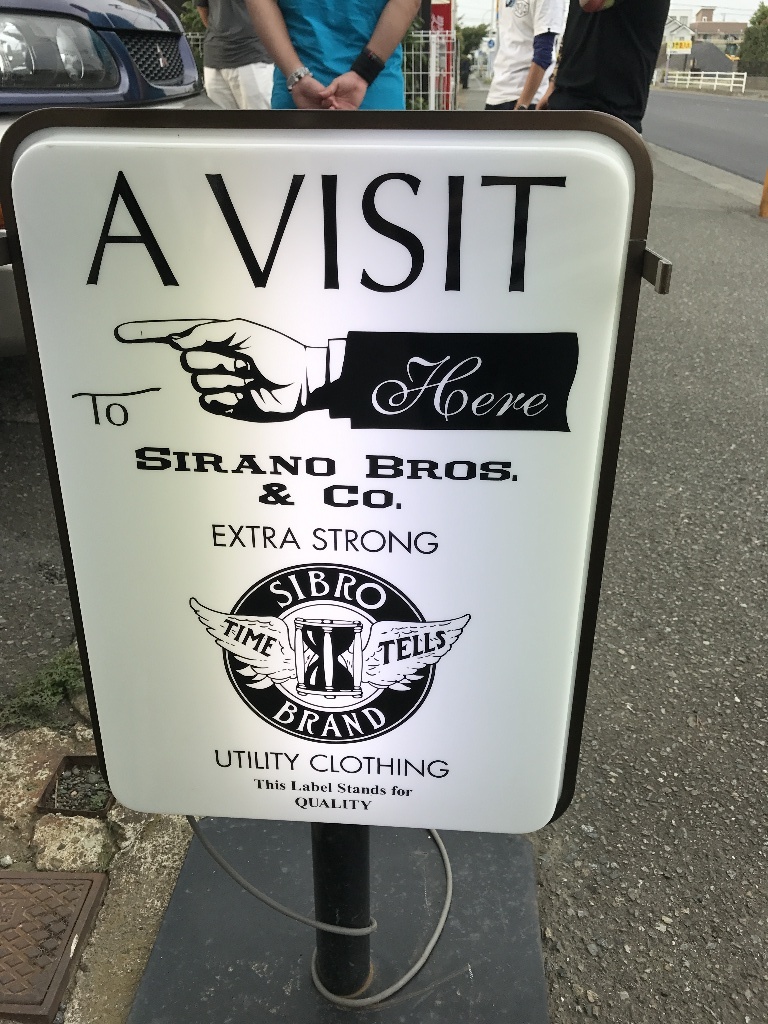 A VISIT
To
Here
SIRANO BROS.
& CO.
EXTRA STRONG
SIBRO
TIME TELLS
BRAND
UTILITY CLOTHING
This Label Stands for
QUALITY